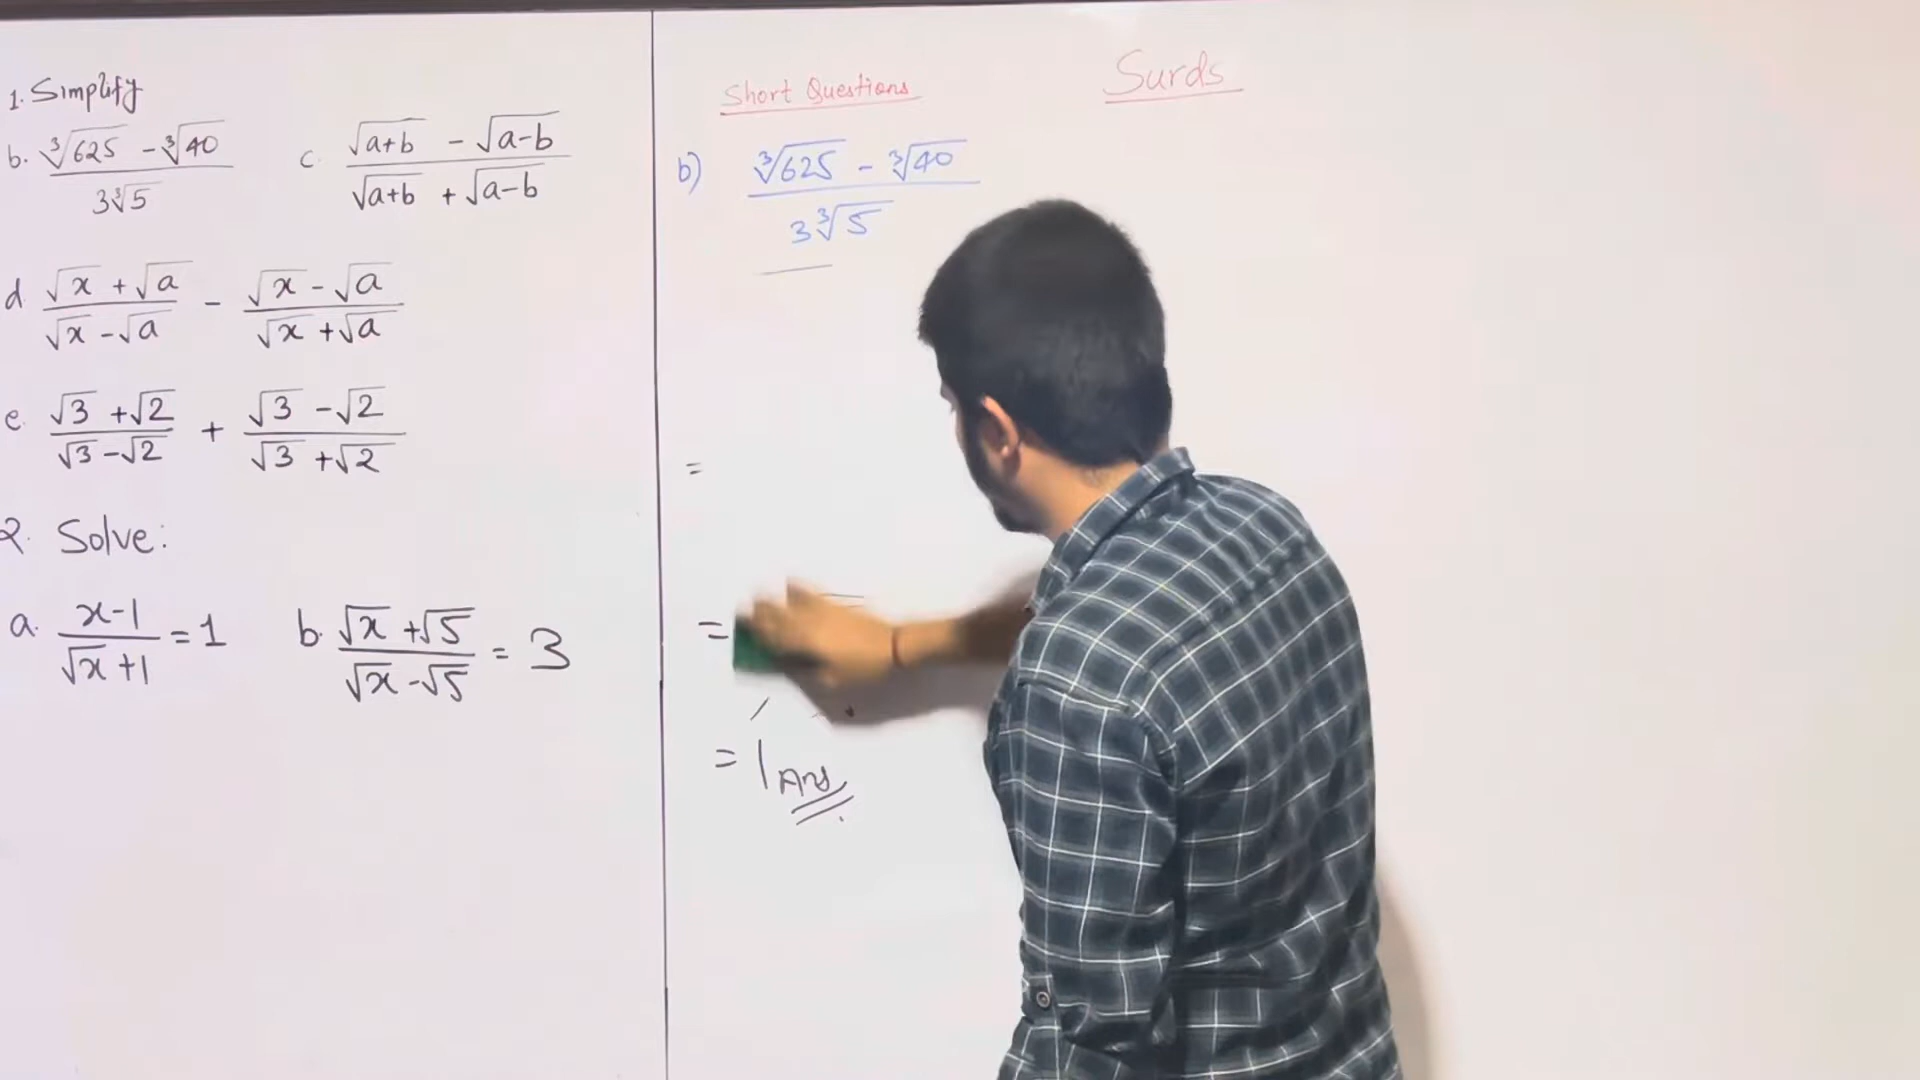 1. Simplify
b. (∛625 - ∛40)/(3∛5) c. (√(a+b) - √(a-b))/(√(a+b) + √(a-b))
d (√x + √a)/(√x - √a) - (√x - √a)/(√x + √a)
e. (√3 + √2)/(√3 - √2) + (√3 - √2)/(√3 + √2)
2. Solve:
a. (x-1)/(√x + 1) = 1 b. (√x + √5)/(√x - √5) = 3
Surds
Short Questions
b) (∛625 - ∛40)/(3∛5)
=
=
= 1 Ans